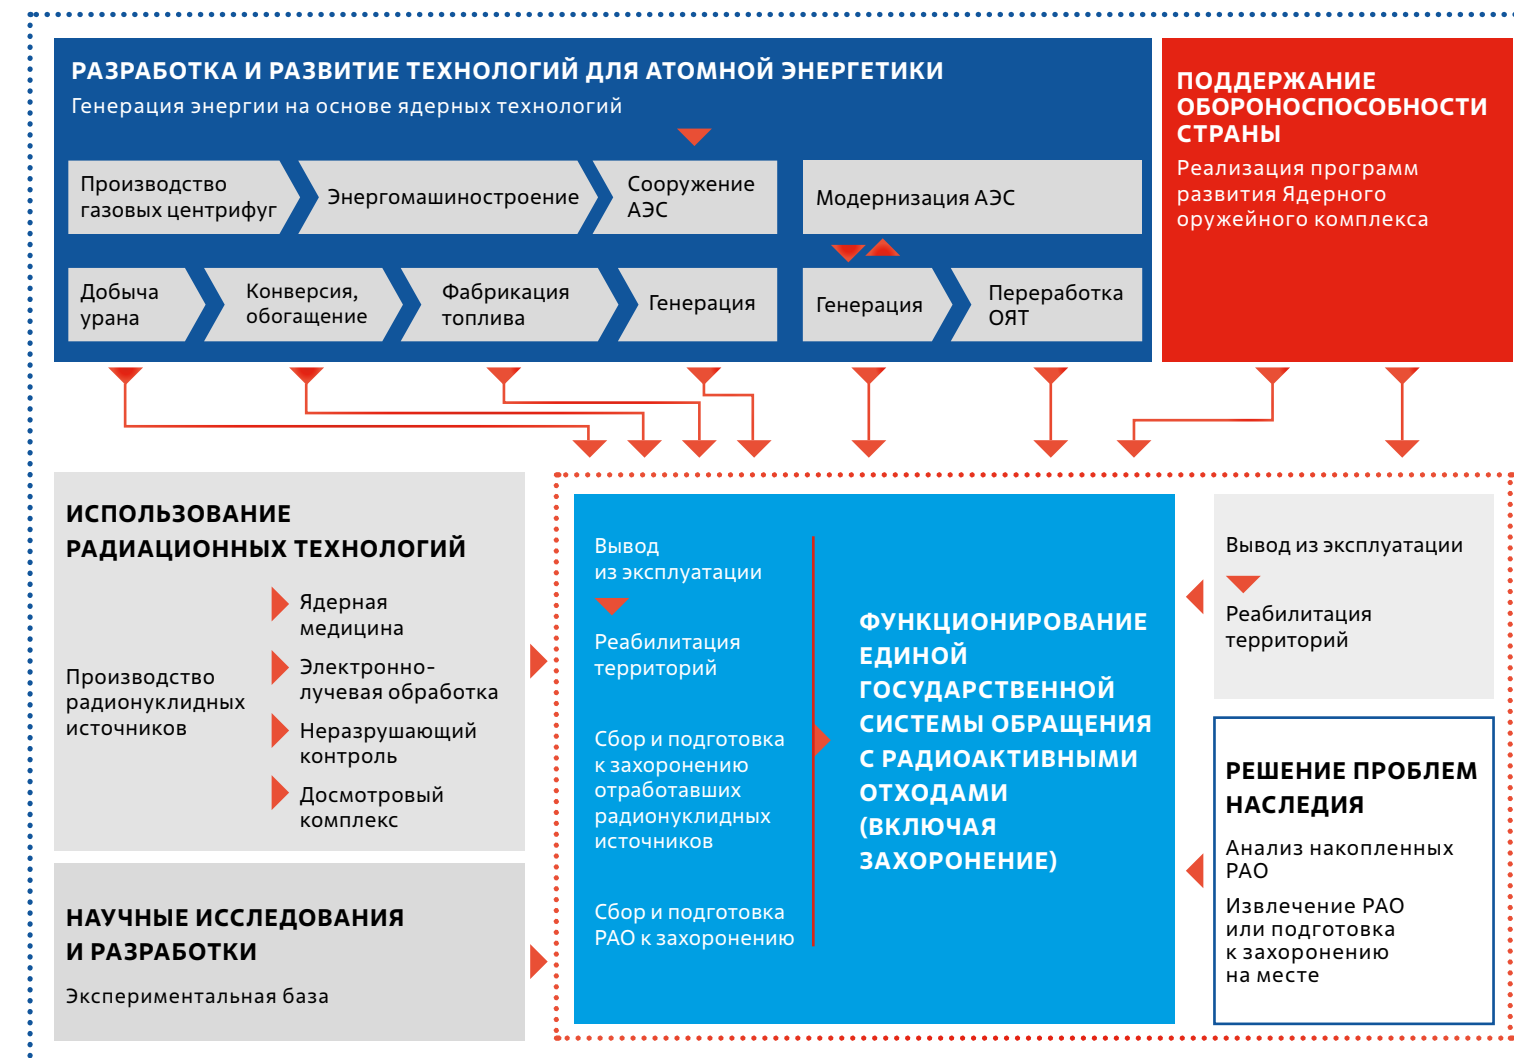 РАЗРАБОТКА И РАЗВИТИЕ ТЕХНОЛОГИЙ ДЛЯ АТОМНОЙ ЭНЕРГЕТИКИ
Генерация энергии на основе ядерных технологий
Производство
газовых центрифуг
Энергомашиностроение
Сооружение
АЭС
Модернизация АЭС
Добыча
урана
Конверсия,
обогащение
Фабрикация
топлива
Генерация
Генерация
Переработка
ОЯТ
ПОДДЕРЖАНИЕ
ОБОРОНОСПОСОБНОСТИ
СТРАНЫ
Реализация программ
развития Ядерного
оружейного комплекса
ИСПОЛЬЗОВАНИЕ
РАДИАЦИОННЫХ ТЕХНОЛОГИЙ
Производство
радионуклидных
источников
Ядерная
медицина
Электронно-
лучевая обработка
Неразрушающий
контроль
Досмотровый
комплекс
НАУЧНЫЕ ИССЛЕДОВАНИЯ
И РАЗРАБОТКИ
Экспериментальная база
Вывод
из эксплуатации
Реабилитация
территорий
Сбор и подготовка
к захоронению
отработавших
радионуклидных
источников
Сбор и подготовка
РАО к захоронению
ФУНКЦИОНИРОВАНИЕ
ЕДИНОЙ
ГОСУДАРСТВЕННОЙ
СИСТЕМЫ ОБРАЩЕНИЯ
С РАДИОАКТИВНЫМИ
ОТХОДАМИ
(ВКЛЮЧАЯ
ЗАХОРОНЕНИЕ)
Вывод из эксплуатации
Реабилитация
территорий
РЕШЕНИЕ ПРОБЛЕМ
НАСЛЕДИЯ
Анализ накопленных
РАО
Извлечение РАО
или подготовка
к захоронению
на месте